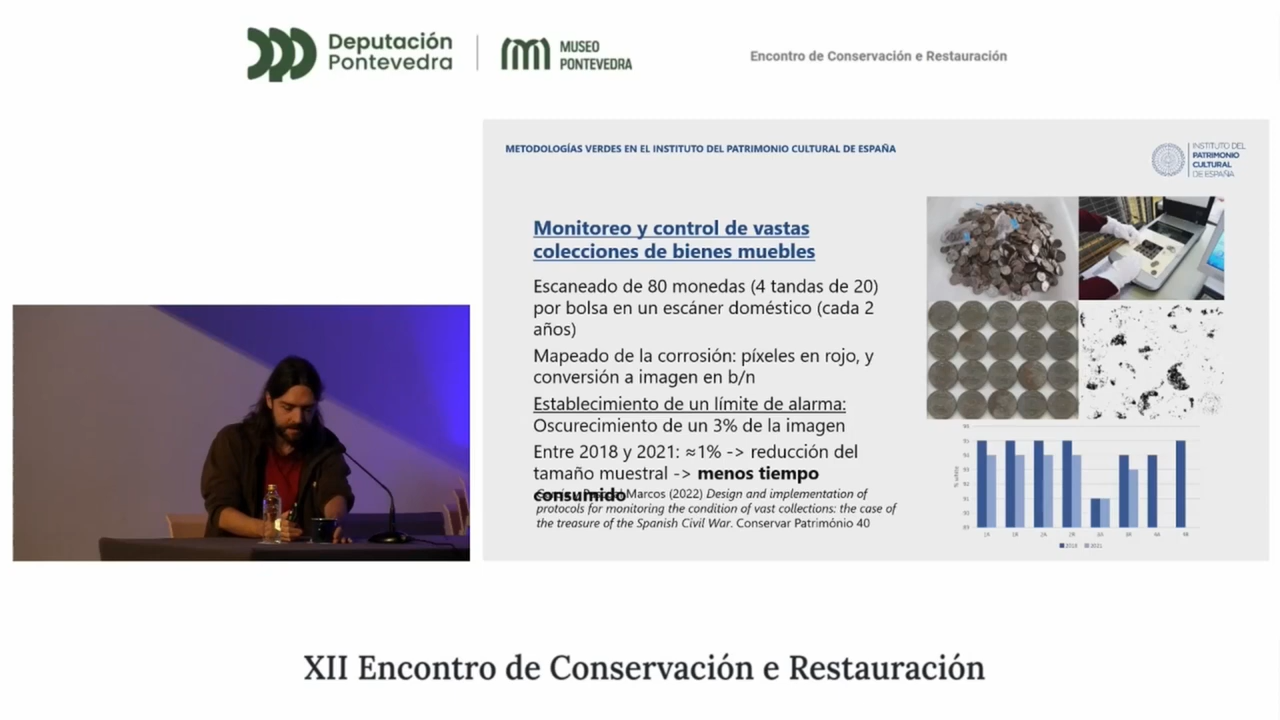 Deputación
Pontevedra
MUSEO
PONTEVEDRA
Encontro de Conservación e Restauración
METODOLOGÍAS VERDES EN EL INSTITUTO DEL PATRIMONIO CULTURAL DE ESPAÑA
INSTITUTO DEL
PATRIMONIO
CULTURAL
DE ESPAÑA
Monitoreo y control de vastas
colecciones de bienes muebles
Escaneado de 80 monedas (4 tandas de 20)
por bolsa en un escáner doméstico (cada 2
años)
Mapeado de la corrosión: píxeles en rojo, y
conversión a imagen en b/n
Establecimiento de un límite de alarma:
Oscurecimiento de un 3% de la imagen
Entre 2018 y 2021: ≈1% -> reducción del
tamaño muestral -> menos tiempo
consumido
Marcos (2022) Design and implementation of
protocols for monitoring the condition of vast collections: the case of
the treasure of the Spanish Civil War. Conservar Património 40
% white
2018 2021
XII Encontro de Conservación e Restauración